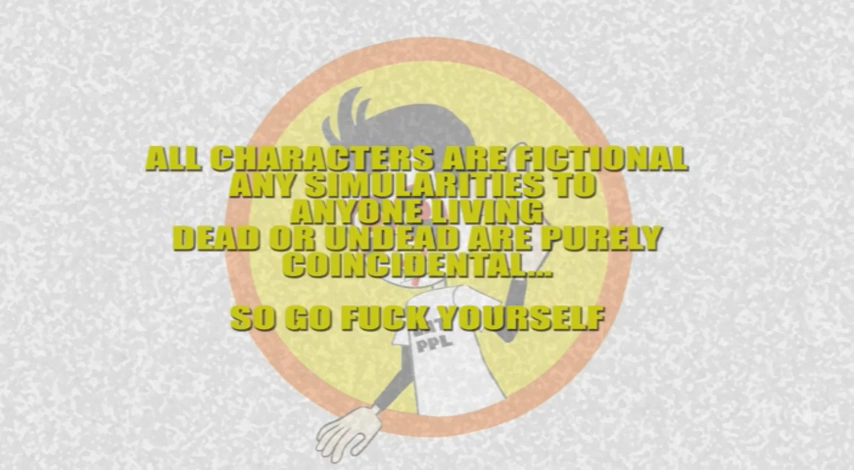 ALL CHARACTERS ARE FICTIONAL
ANY SIMULARITIES TO
ANYONE LIVING
DEAD OR UNDEAD ARE PURELY
COINCIDENTAL...
SO GO FUCK YOURSELF
PPL